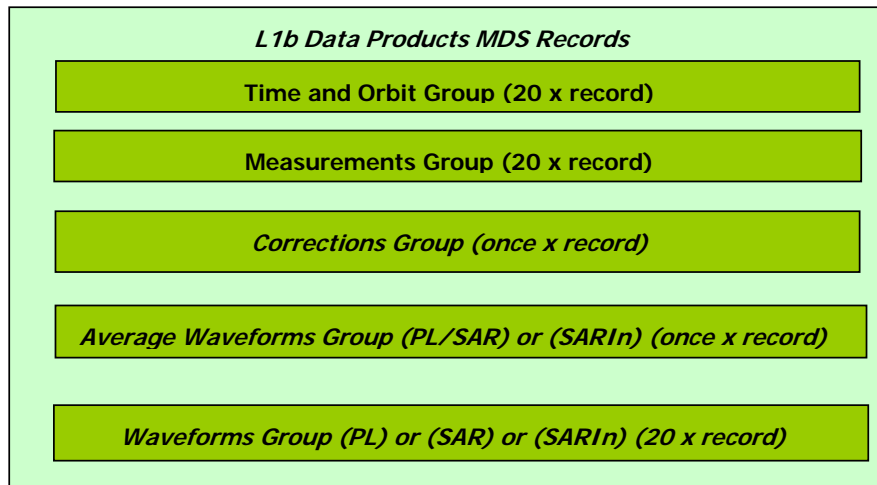 L1b Data Products MDS Records
Time and Orbit Group (20 x record)
Measurements Group (20 x record)
Corrections Group (once x record)
Average Waveforms Group (PL/SAR) or (SARIn) (once x record)
Waveforms Group (PL) or (SAR) or (SARIn) (20 x record)